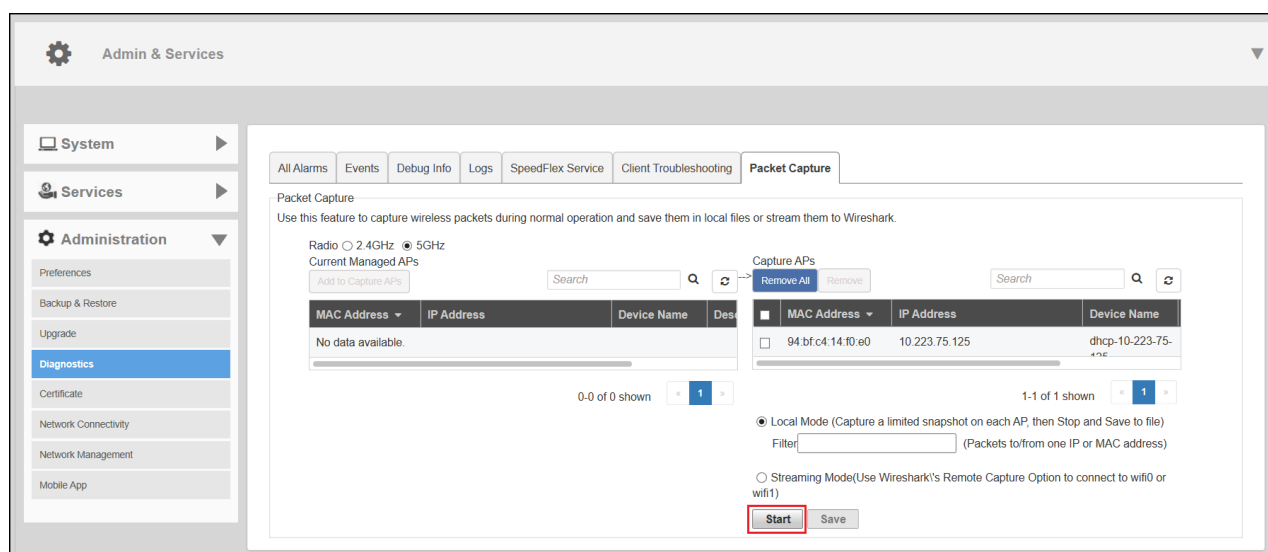 Admin & Services
System
Services
Administration
Preferences
Backup & Restore
Upgrade
Diagnostics
Certificate
Network Connectivity
Network Management
Mobile App
All Alarms Events Debug Info Logs SpeedFlex Service Client Troubleshooting Packet Capture
Packet Capture
Use this feature to capture wireless packets during normal operation and save them in local files or stream them to Wireshark.
Radio 2.4GHz 5GHz
Current Managed APs
Add to Capture APs Search
MAC Address IP Address Device Name Des
No data available.
0-0 of 0 shown « 1 »
-->
Capture APs
Remove All Remove Search
MAC Address IP Address Device Name
94:bf:c4:14:f0:e0 10.223.75.125 dhcp-10-223-75-
125
1-1 of 1 shown « 1 »
Local Mode (Capture a limited snapshot on each AP, then Stop and Save to file)
Filter (Packets to/from one IP or MAC address)
Streaming Mode(Use Wireshark\'s Remote Capture Option to connect to wifi0 or
wifi1)
Start Save